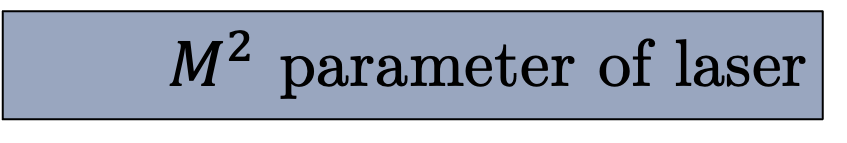 M² parameter of laser